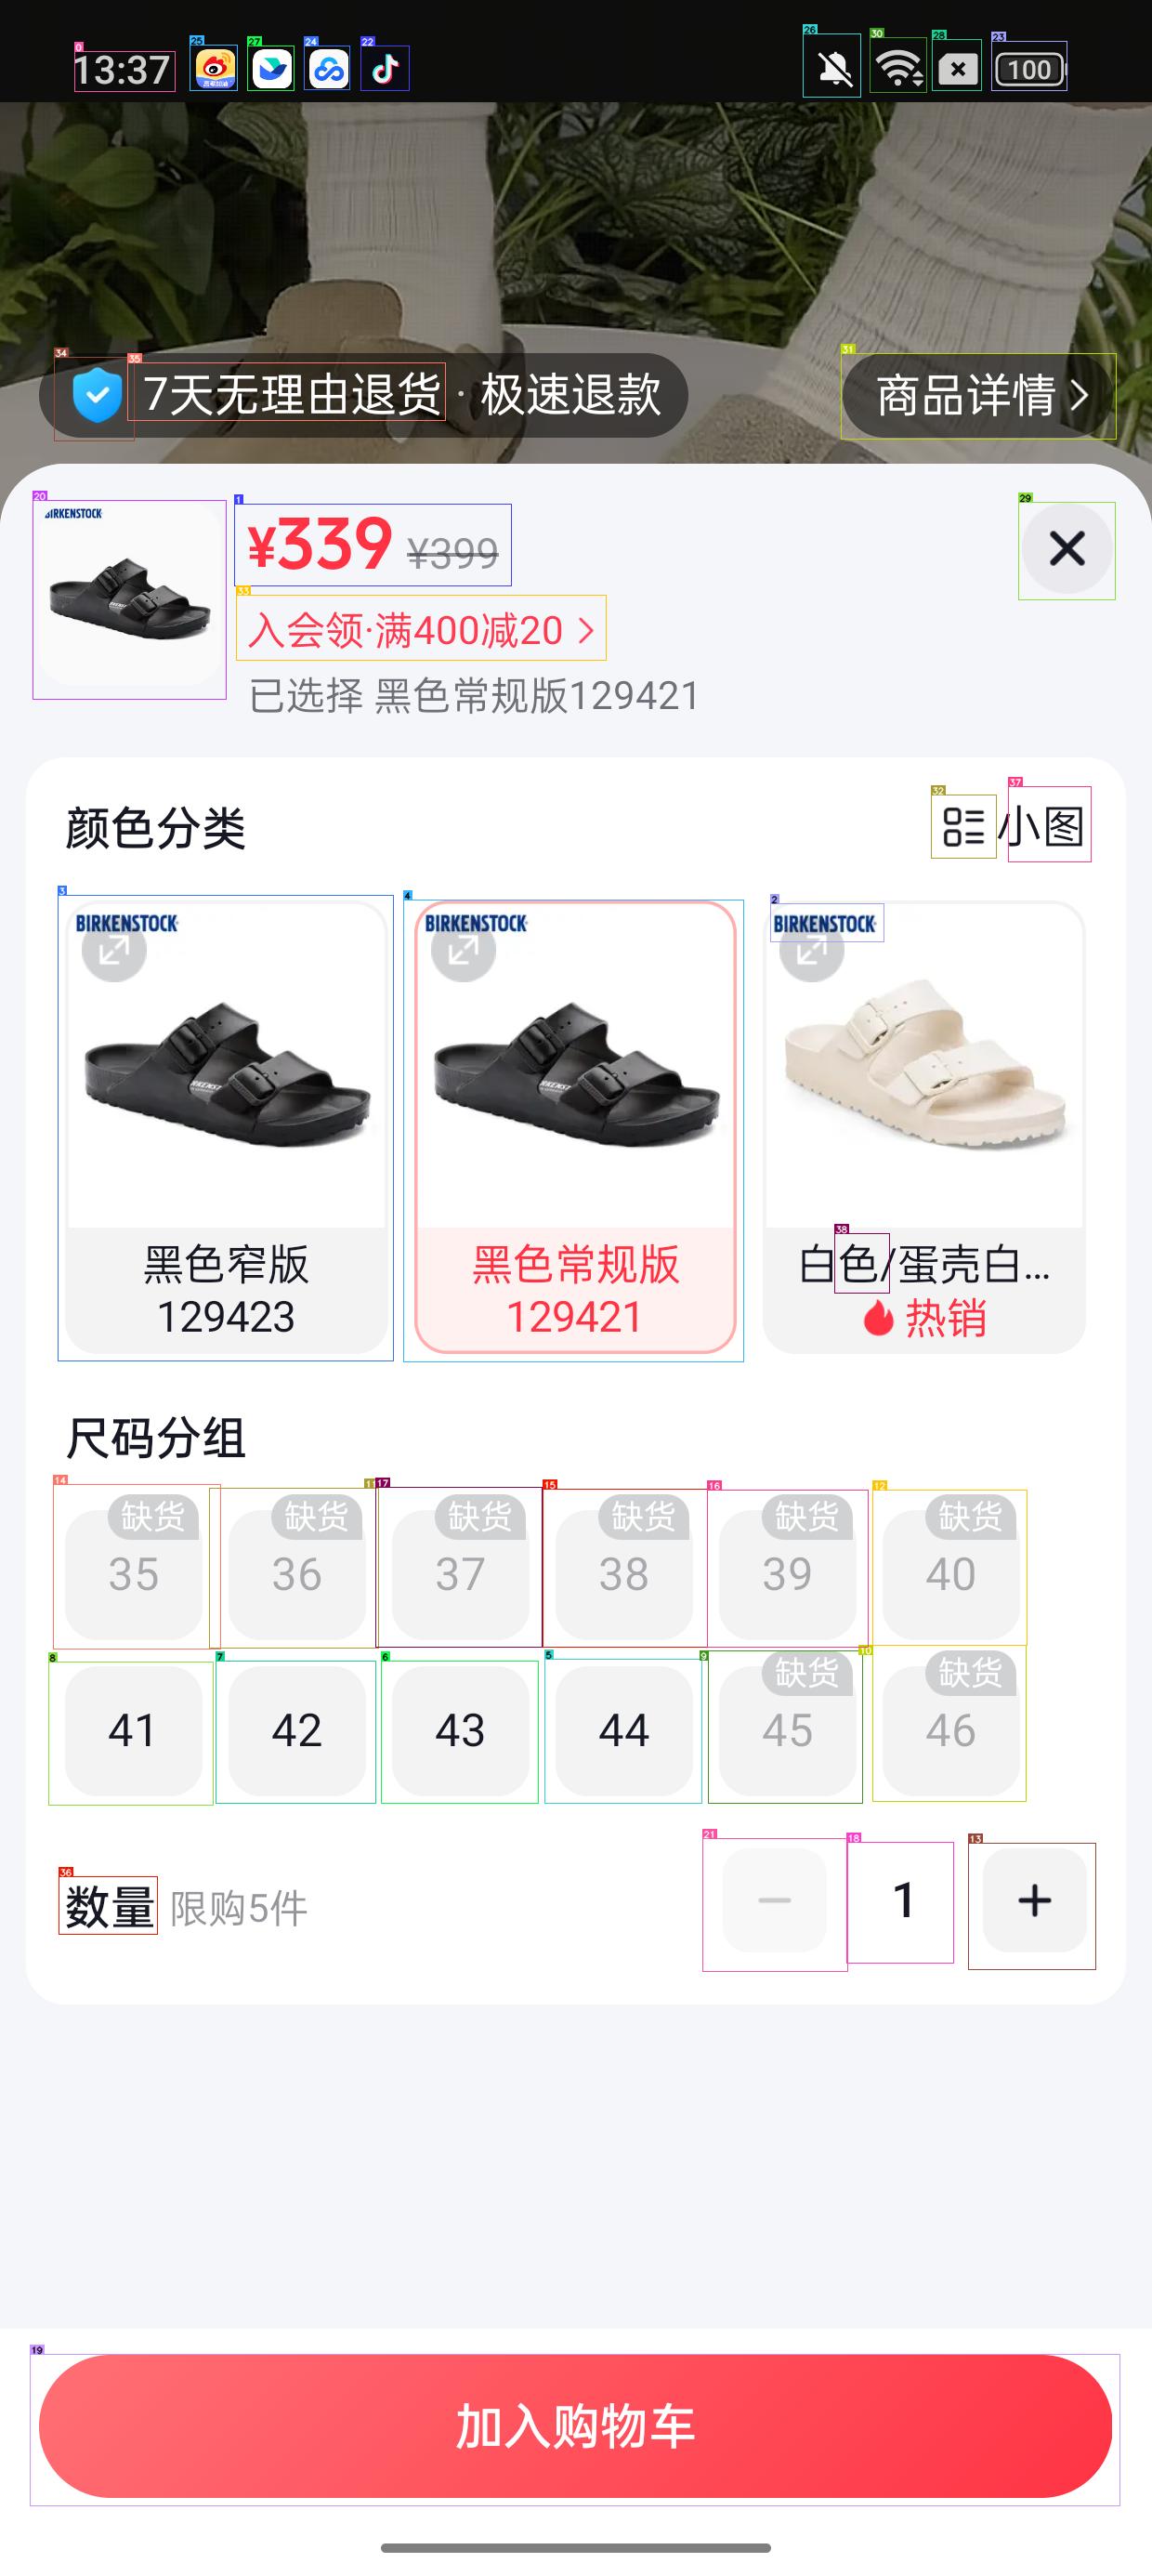 13:37
100
7天无理由退货 · 极速退款
商品详情
BIRKENSTOCK
¥339 ¥399
入会领·满400减20
已选择 黑色常规版129421
颜色分类
小图
BIRKENSTOCK
BIRKENSTOCK
BIRKENSTOCK
黑色窄版
129423
黑色常规版
129421
白色/蛋壳白...
热销
尺码分组
缺货 缺货 缺货 缺货 缺货 缺货
35 36 37 38 39 40
缺货 缺货
41 42 43 44 45 46
数量 限购5件
1
加入购物车